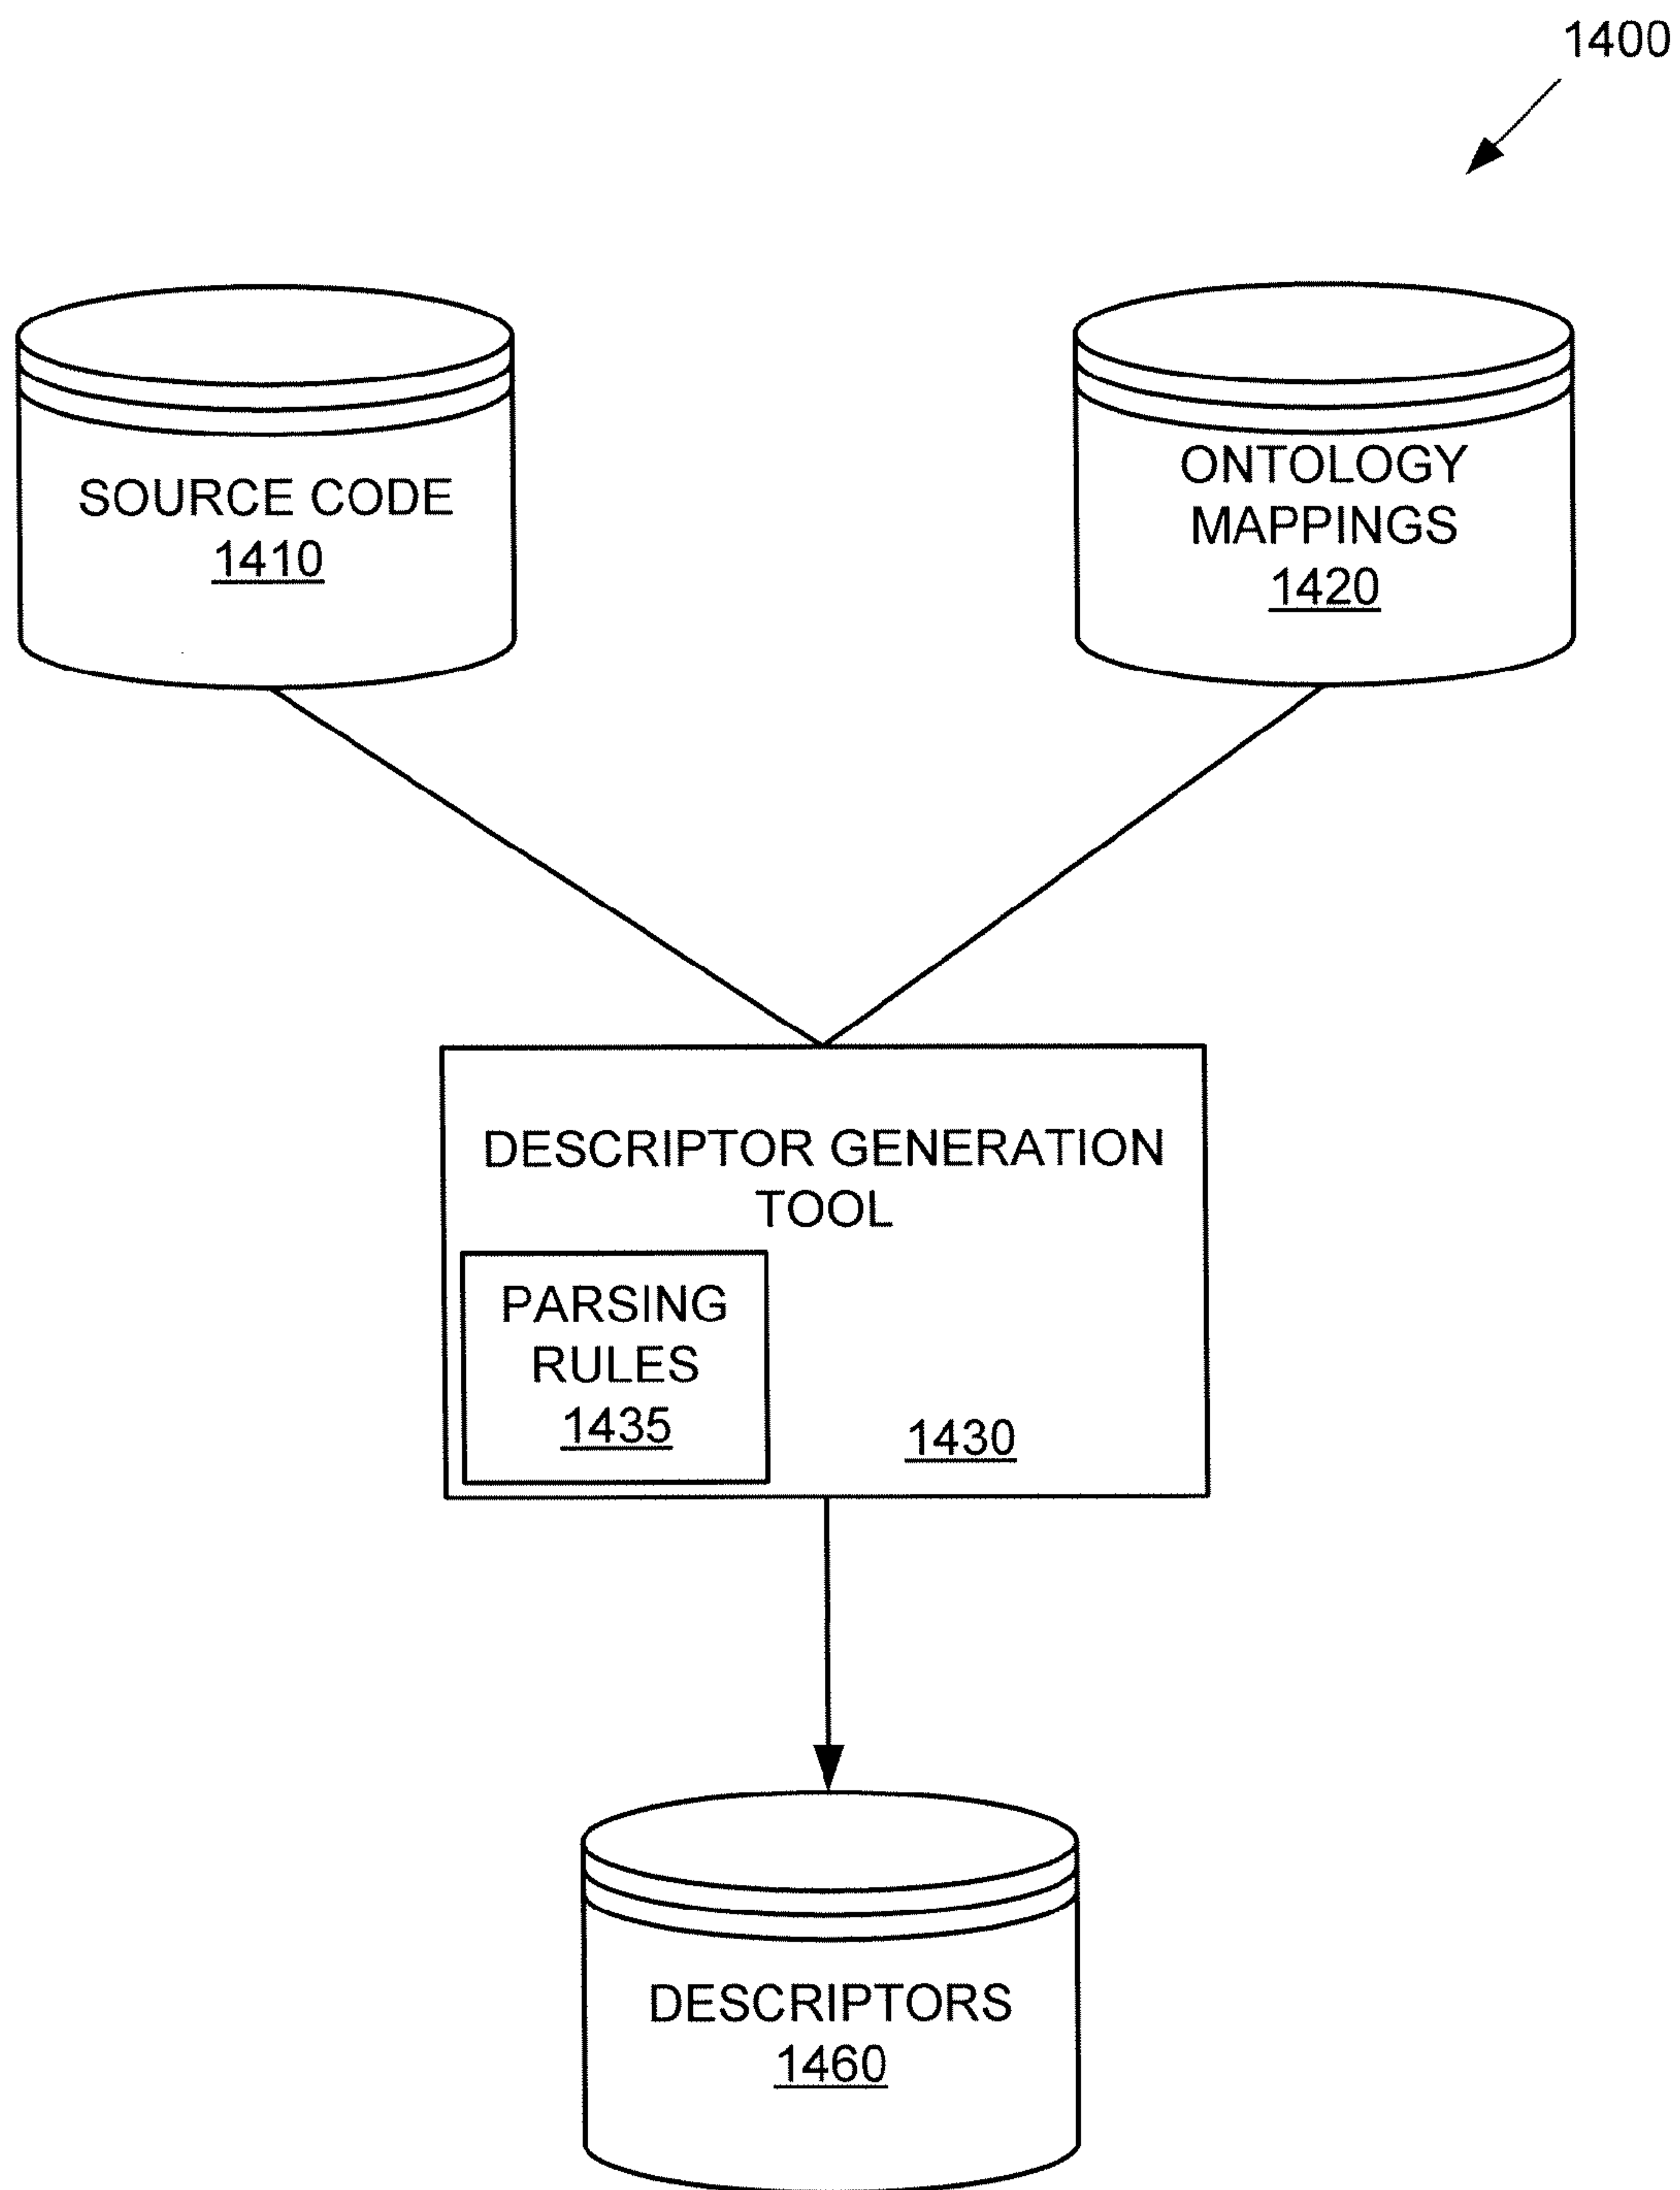 1400
SOURCE CODE
1410
ONTOLOGY
MAPPINGS
1420
DESCRIPTOR GENERATION
TOOL
PARSING
RULES
1435
1430
DESCRIPTORS
1460